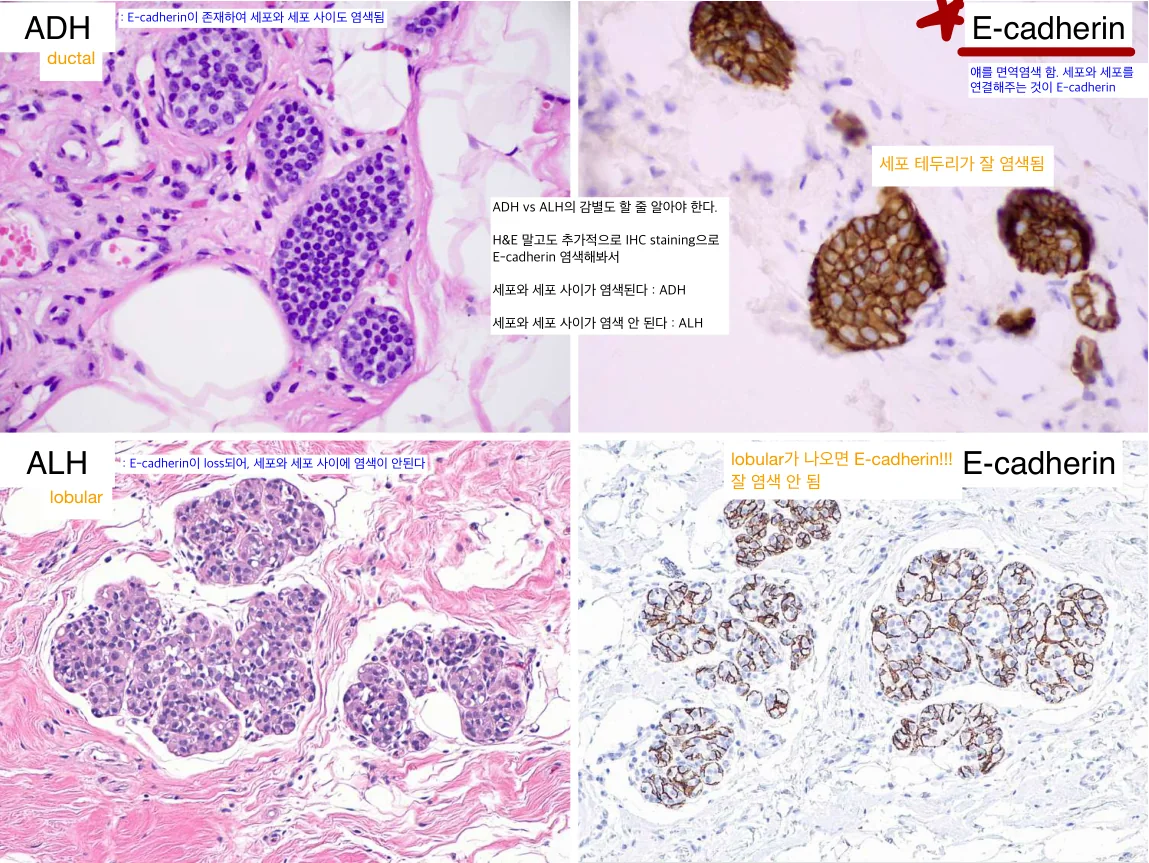 ADH
ductal
: E-cadherin이 존재하여 세포와 세포 사이도 염색됨
E-cadherin
얘를 면역염색 함. 세포와 세포를
연결해주는 것이 E-cadherin
세포 테두리가 잘 염색됨
ADH vs ALH의 감별도 할 줄 알아야 한다.
H&E 말고도 추가적으로 IHC staining으로
E-cadherin 염색해봐서
세포와 세포 사이가 염색된다 : ADH
세포와 세포 사이가 염색 안 된다 : ALH
ALH
lobular
: E-cadherin이 loss되어, 세포와 세포 사이에 염색이 안된다
lobular가 나오면 E-cadherin!!!
잘 염색 안 됨
E-cadherin